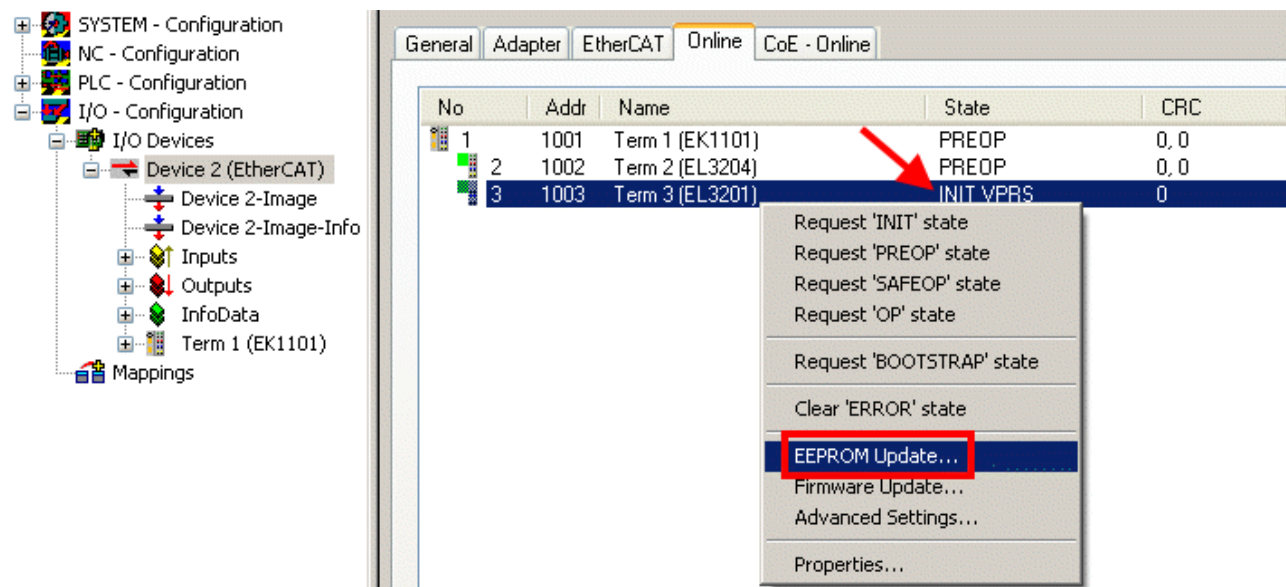 SYSTEM - Configuration
NC - Configuration
PLC - Configuration
I/O - Configuration
I/O Devices
Device 2 (EtherCAT)
Device 2-Image
Device 2-Image-Info
Inputs
Outputs
InfoData
Term 1 (EK1101)
Mappings
General Adapter EtherCAT Online CoE - Online
No Addr Name State CRC
1 1001 Term 1 (EK1101) PREOP 0, 0
2 1002 Term 2 (EL3204) PREOP 0, 0
3 1003 Term 3 (EL3201) INIT VPRS 0
Request 'INIT' state
Request 'PREOP' state
Request 'SAFEOP' state
Request 'OP' state
Request 'BOOTSTRAP' state
Clear 'ERROR' state
EEPROM Update...
Firmware Update...
Advanced Settings...
Properties...